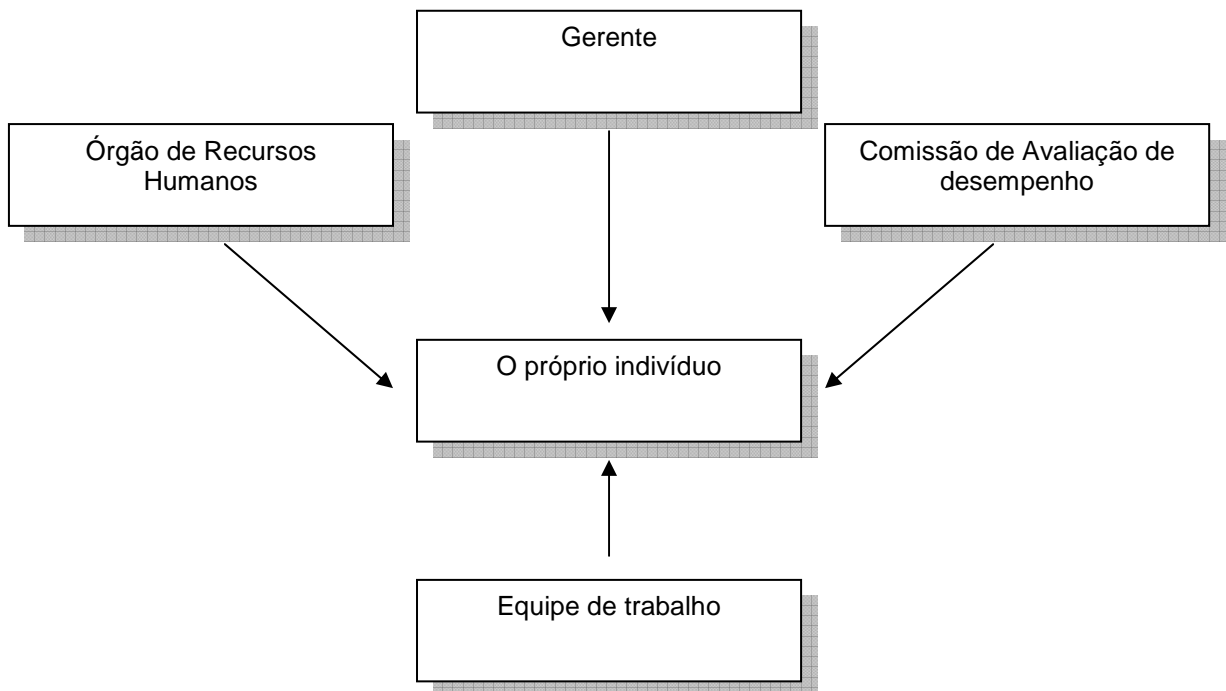 Gerente
Órgão de Recursos
Humanos
Comissão de Avaliação de
desempenho
O próprio indivíduo
Equipe de trabalho